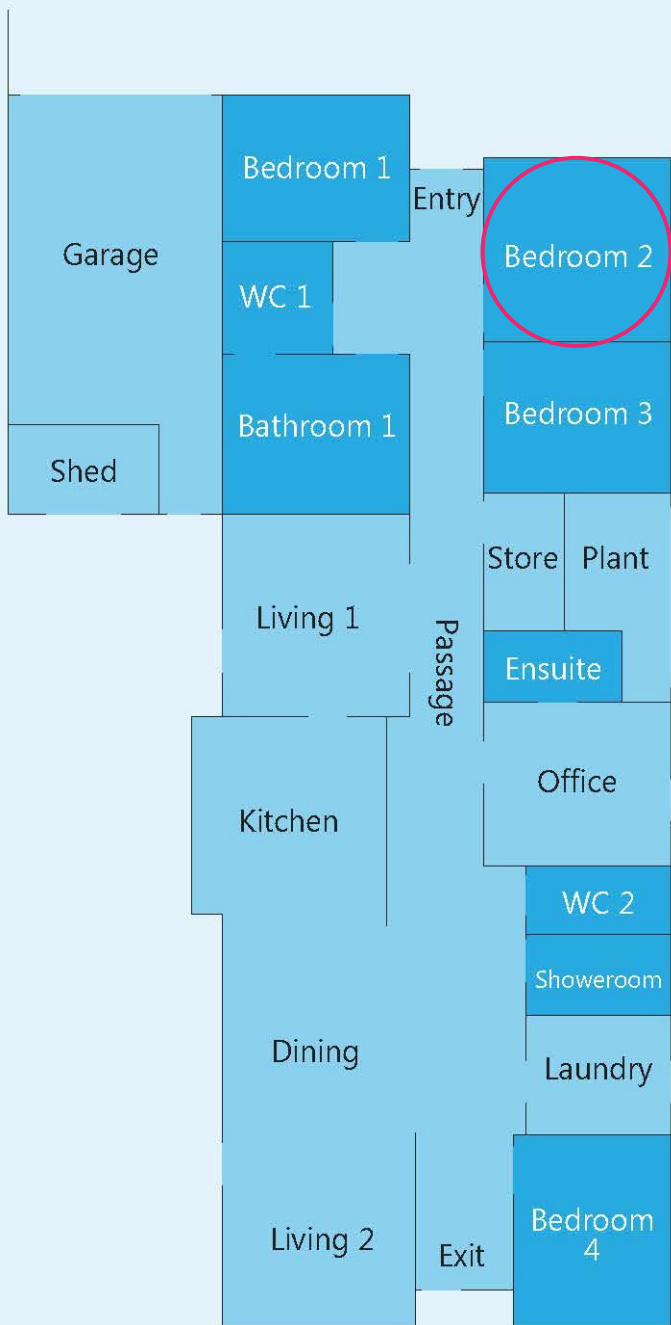 Bedroom 1
Entry
Garage
Bedroom 2
WC 1
Bedroom 3
Bathroom 1
Shed
Store
Plant
Living 1
Passage
Ensuite
Office
Kitchen
WC 2
Showeroom
Dining
Laundry
Bedroom
4
Living 2
Exit